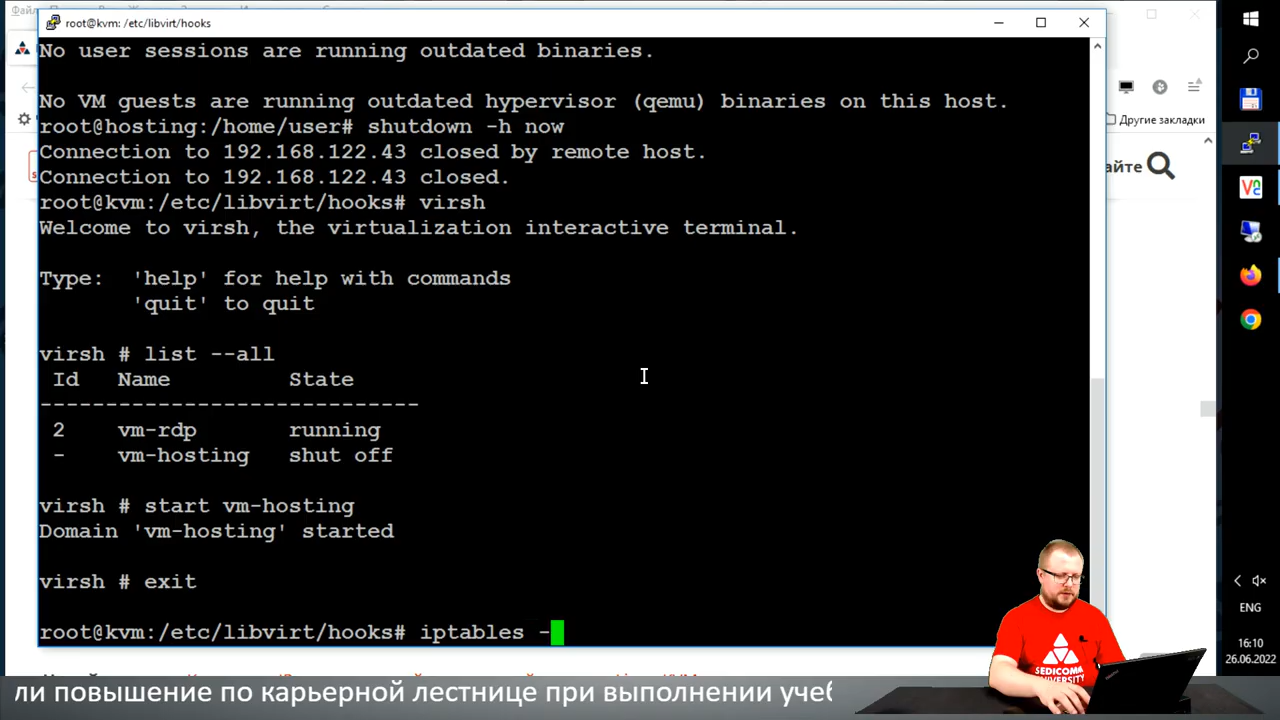 Файл
root@kvm: /etc/libvirt/hooks
No user sessions are running outdated binaries.
No VM guests are running outdated hypervisor (qemu) binaries on this host.
root@hosting:/home/user# shutdown -h now
Connection to 192.168.122.43 closed by remote host.
Connection to 192.168.122.43 closed.
root@kvm:/etc/libvirt/hooks# virsh
Welcome to virsh, the virtualization interactive terminal.
Type:  'help' for help with commands
'quit' to quit
virsh # list --all
Id   Name         State
----------------------------
2    vm-rdp       running
-    vm-hosting   shut off
virsh # start vm-hosting
Domain 'vm-hosting' started
virsh # exit
root@kvm:/etc/libvirt/hooks# iptables -
Другие закладки
айте
SEDICOMM
UNIVERSITY
ENG
16:10
26.06.2022
ли повышение по карьерной лестнице при выполнении учеб